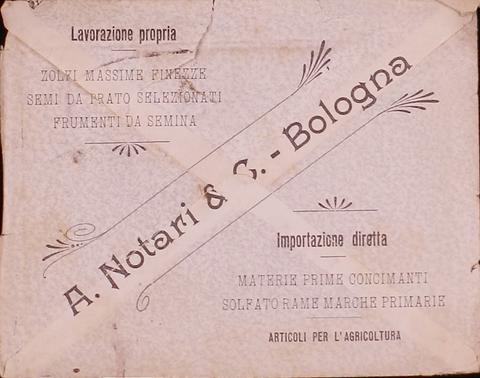 Lavorazione propria
ZOLFI MASSIME FINEZZE
SEMI DA PRATO SELEZIONATI
FRUMENTI DA SEMINA
A. Notari & C. - Bologna
Importazione diretta
MATERIE PRIME CONCIMANTI
SOLFATO RAME MARCHE PRIMARIE
ARTICOLI PER L'AGRICOLTURA